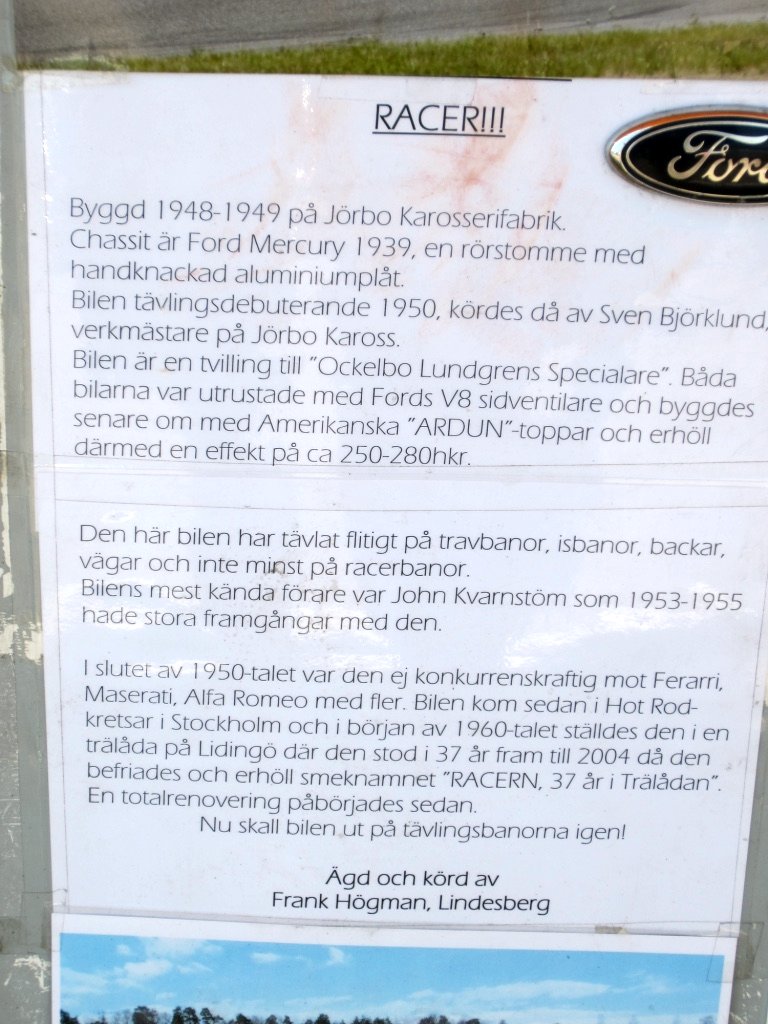 RACER!!!
Ford
Byggd 1948-1949 på Jörbo Karosserifabrik.
Chassit är Ford Mercury 1939, en rörstomme med
handknackad aluminiumplåt.
Bilen tävlingsdebuterande 1950, kördes då av Sven Björklund,
verkmästare på Jörbo Kaross.
Bilen är en tvilling till ”Ockelbo Lundgrens Specialare”. Båda
bilarna var utrustade med Fords V8 sidventilare och byggdes
senare om med Amerikanska ”ARDUN”-toppar och erhöll
därmed en effekt på ca 250-280hkr.
Den här bilen har tävlat flitigt på travbanor, isbanor, backar,
vägar och inte minst på racerbanor.
Bilens mest kända förare var John Kvarnstöm som 1953-1955
hade stora framgångar med den.
I slutet av 1950-talet var den ej konkurrenskraftig mot Ferarri,
Maserati, Alfa Romeo med fler. Bilen kom sedan i Hot Rod-
kretsar i Stockholm och i början av 1960-talet ställdes den i en
trälåda på Lidingö där den stod i 37 år fram till 2004 då den
befriades och erhöll smeknamnet ”RACERN, 37 år i Trälådan”.
En totalrenovering påbörjades sedan.
Nu skall bilen ut på tävlingsbanorna igen!
Ägd och körd av
Frank Högman, Lindesberg